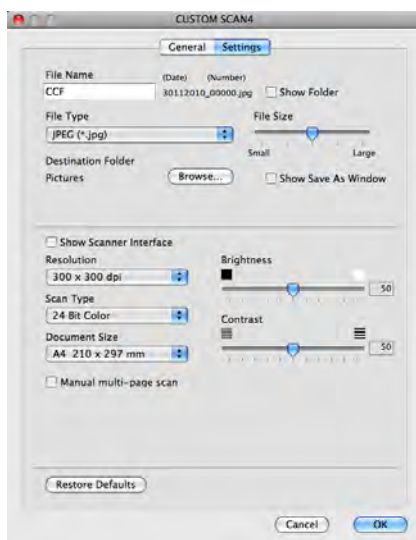 CUSTOM SCAN4
General Settings
File Name (Date) (Number)
CCF 30112010_00000.jpg Show Folder
File Type File Size
JPEG (*.jpg)
Small Large
Destination Folder
Pictures Browse... Show Save As Window
Show Scanner Interface
Resolution Brightness
300 x 300 dpi
50
Scan Type
24 Bit Color Contrast
Document Size
A4 210 x 297 mm 50
Manual multi-page scan
Restore Defaults
Cancel OK